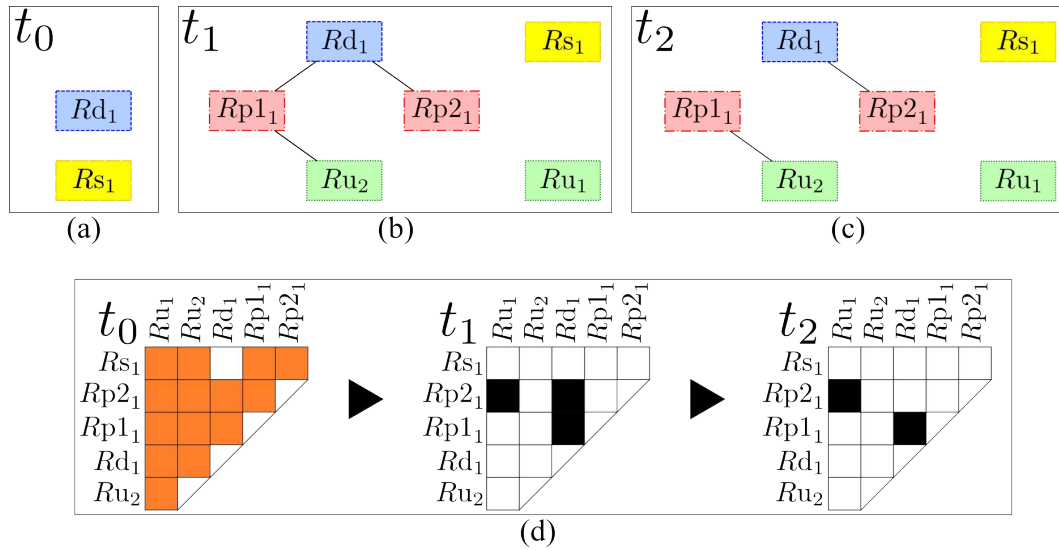 t₀
Rd₁
Rs₁
(a)
t₁
Rd₁
Rs₁
Rp1₁
Rp2₁
Ru₂
Ru₁
(b)
t₂
Rd₁
Rs₁
Rp1₁
Rp2₁
Ru₂
Ru₁
(c)
t₀
Ru₁ Ru₂ Rd₁ Rp1₁ Rp2₁
Rs₁
Rp2₁
Rp1₁
Rd₁
Ru₂
t₁
Ru₁ Ru₂ Rd₁ Rp1₁ Rp2₁
Rs₁
Rp2₁
Rp1₁
Rd₁
Ru₂
t₂
Ru₁ Ru₂ Rd₁ Rp1₁ Rp2₁
Rs₁
Rp2₁
Rp1₁
Rd₁
Ru₂
(d)